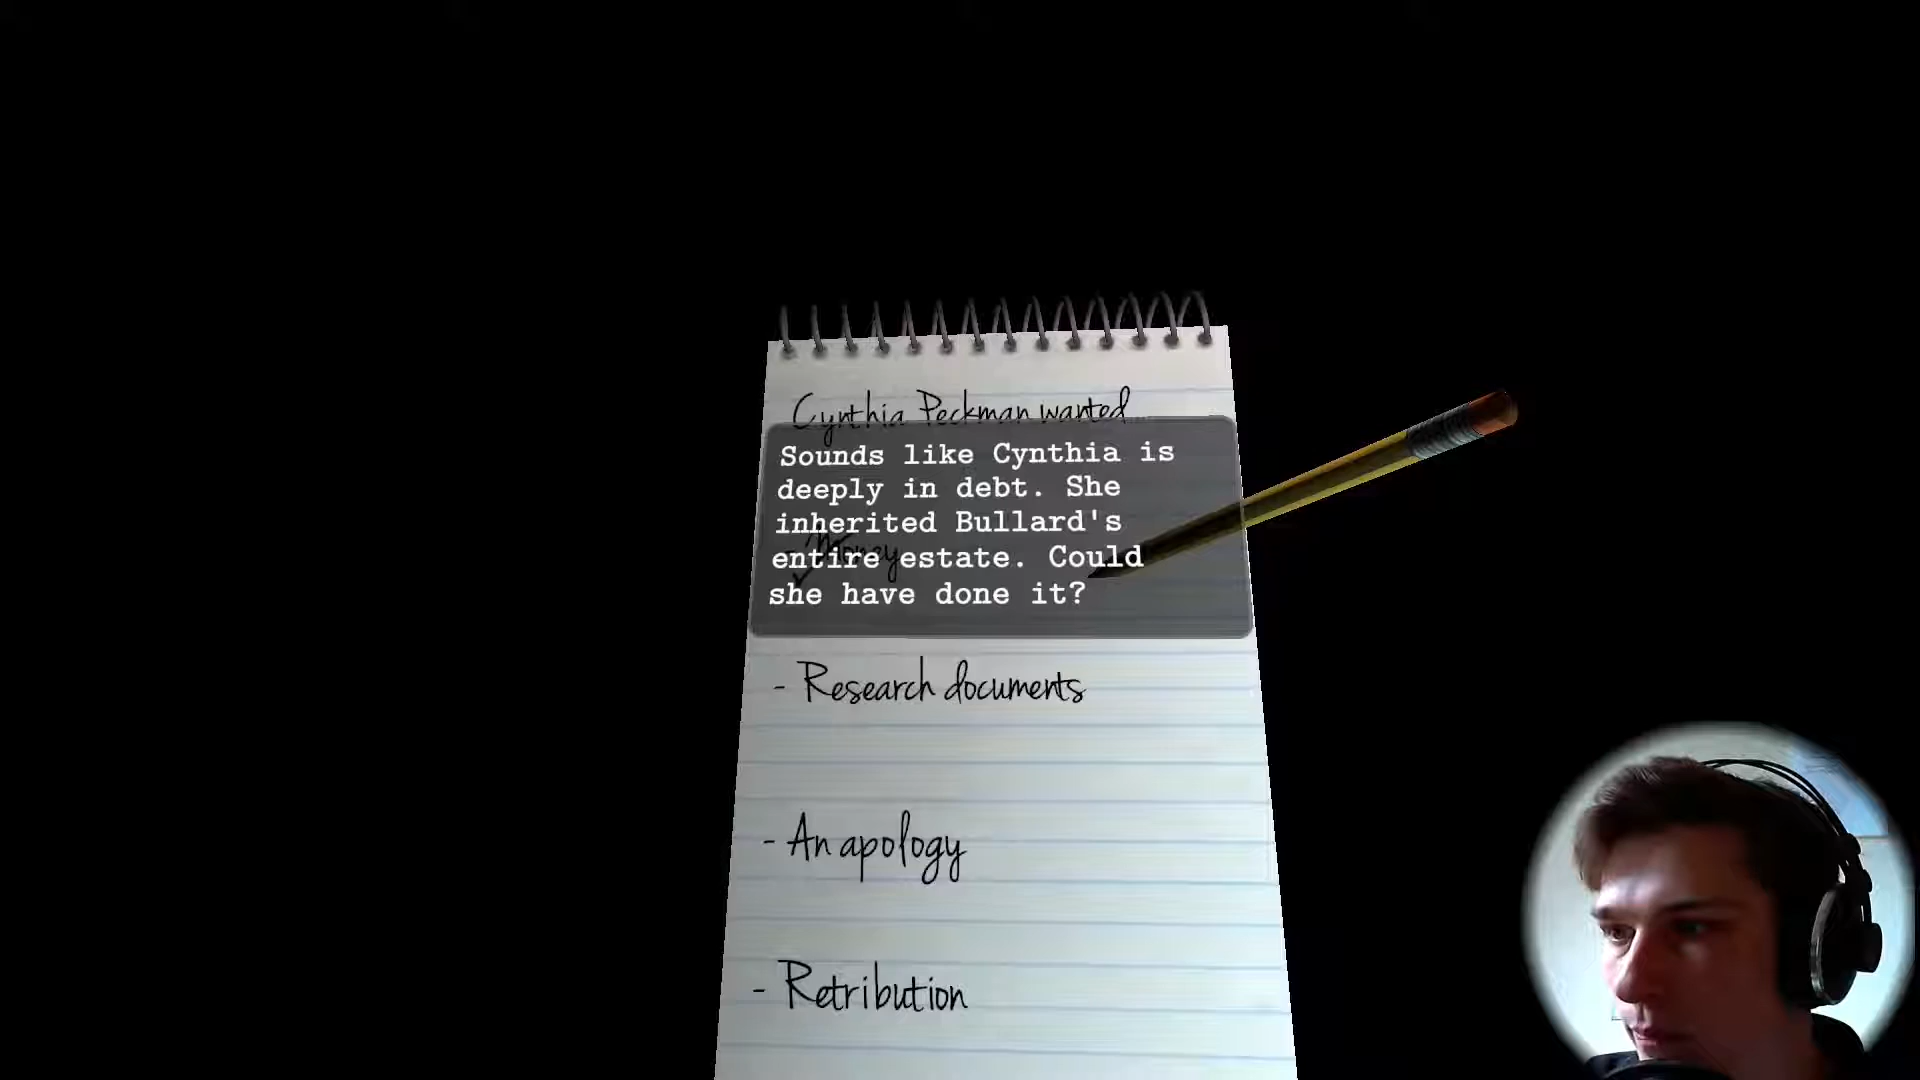 Cynthia Peckman wanted...
Sounds like Cynthia is
deeply in debt. She
inherited Bullard's
entire estate. Could
she have done it?
- Money
- Research documents
- An apology
- Retribution